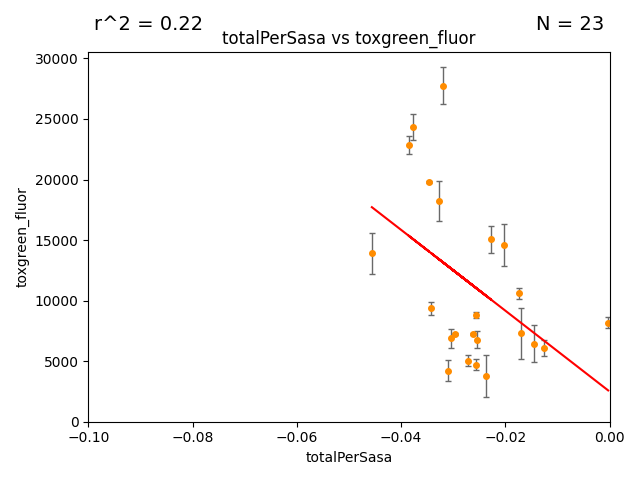 r^2 = 0.22
N = 23
totalPerSasa vs toxgreen_fluor
30000
25000
20000
15000
10000
5000
0
toxgreen_fluor
−0.10
−0.08
−0.06
−0.04
−0.02
0.00
totalPerSasa